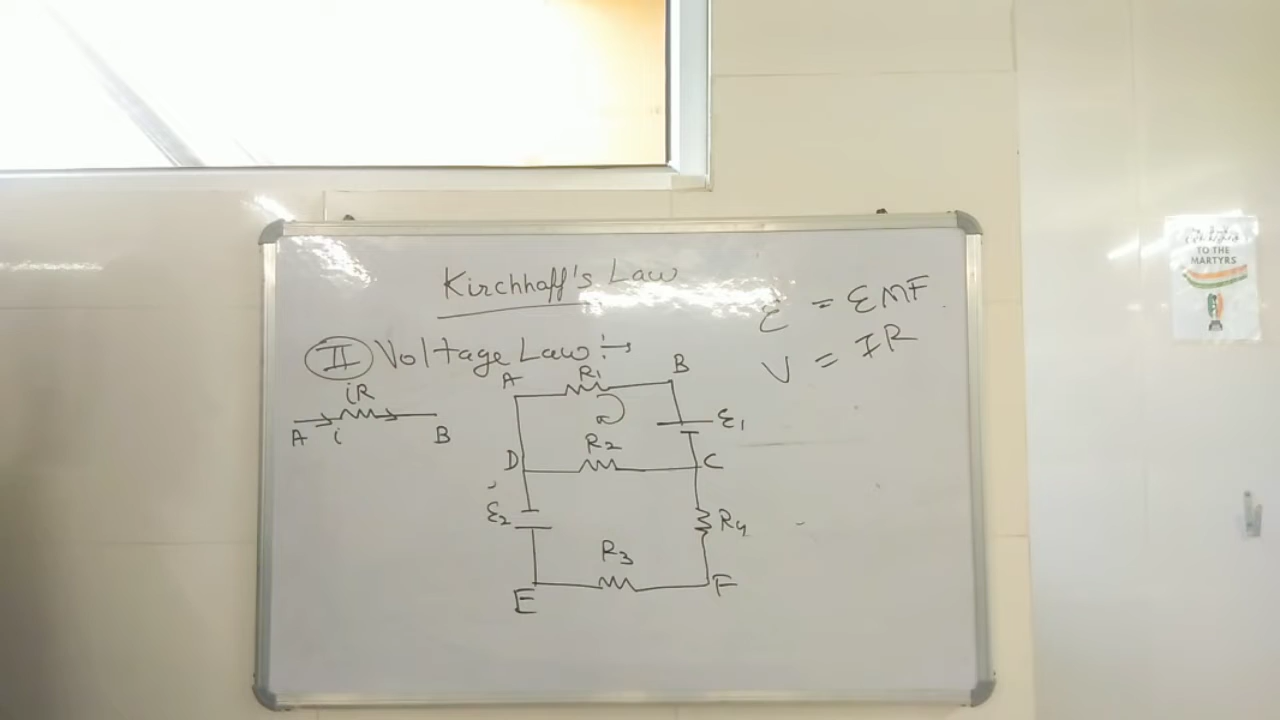 Kirchhoff's Law
ε = EMF
V = IR
II Voltage Law :→
iR
A i B
A R1 B
ε1
R2
D C
ε2
R4
R3
E F
TO THE
MARTYRS